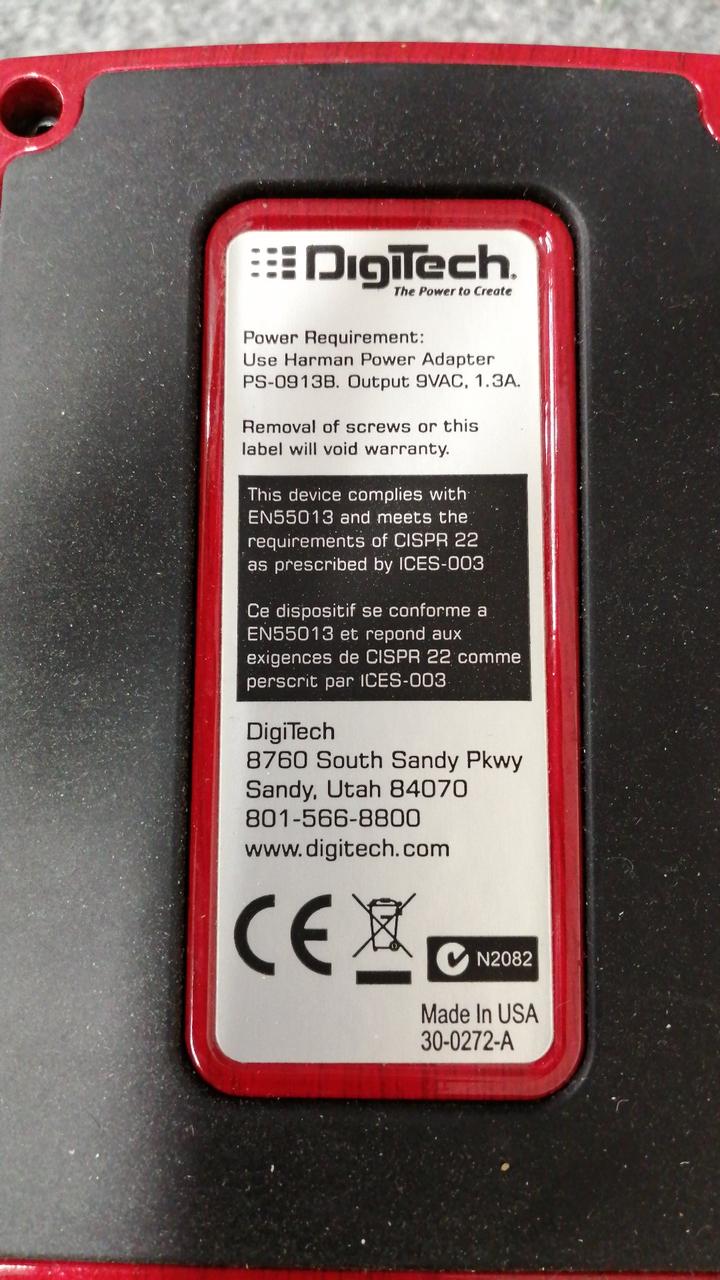 DigiTech®
The Power to Create
Power Requirement:
Use Harman Power Adapter
PS-0913B. Output 9VAC, 1.3A.
Removal of screws or this
label will void warranty.
This device complies with
EN55013 and meets the
requirements of CISPR 22
as prescribed by ICES-003
Ce dispositif se conforme a
EN55013 et repond aux
exigences de CISPR 22 comme
perscrit par ICES-003
DigiTech
8760 South Sandy Pkwy
Sandy, Utah 84070
801-566-8800
www.digitech.com
CE
N2082
Made In USA
30-0272-A